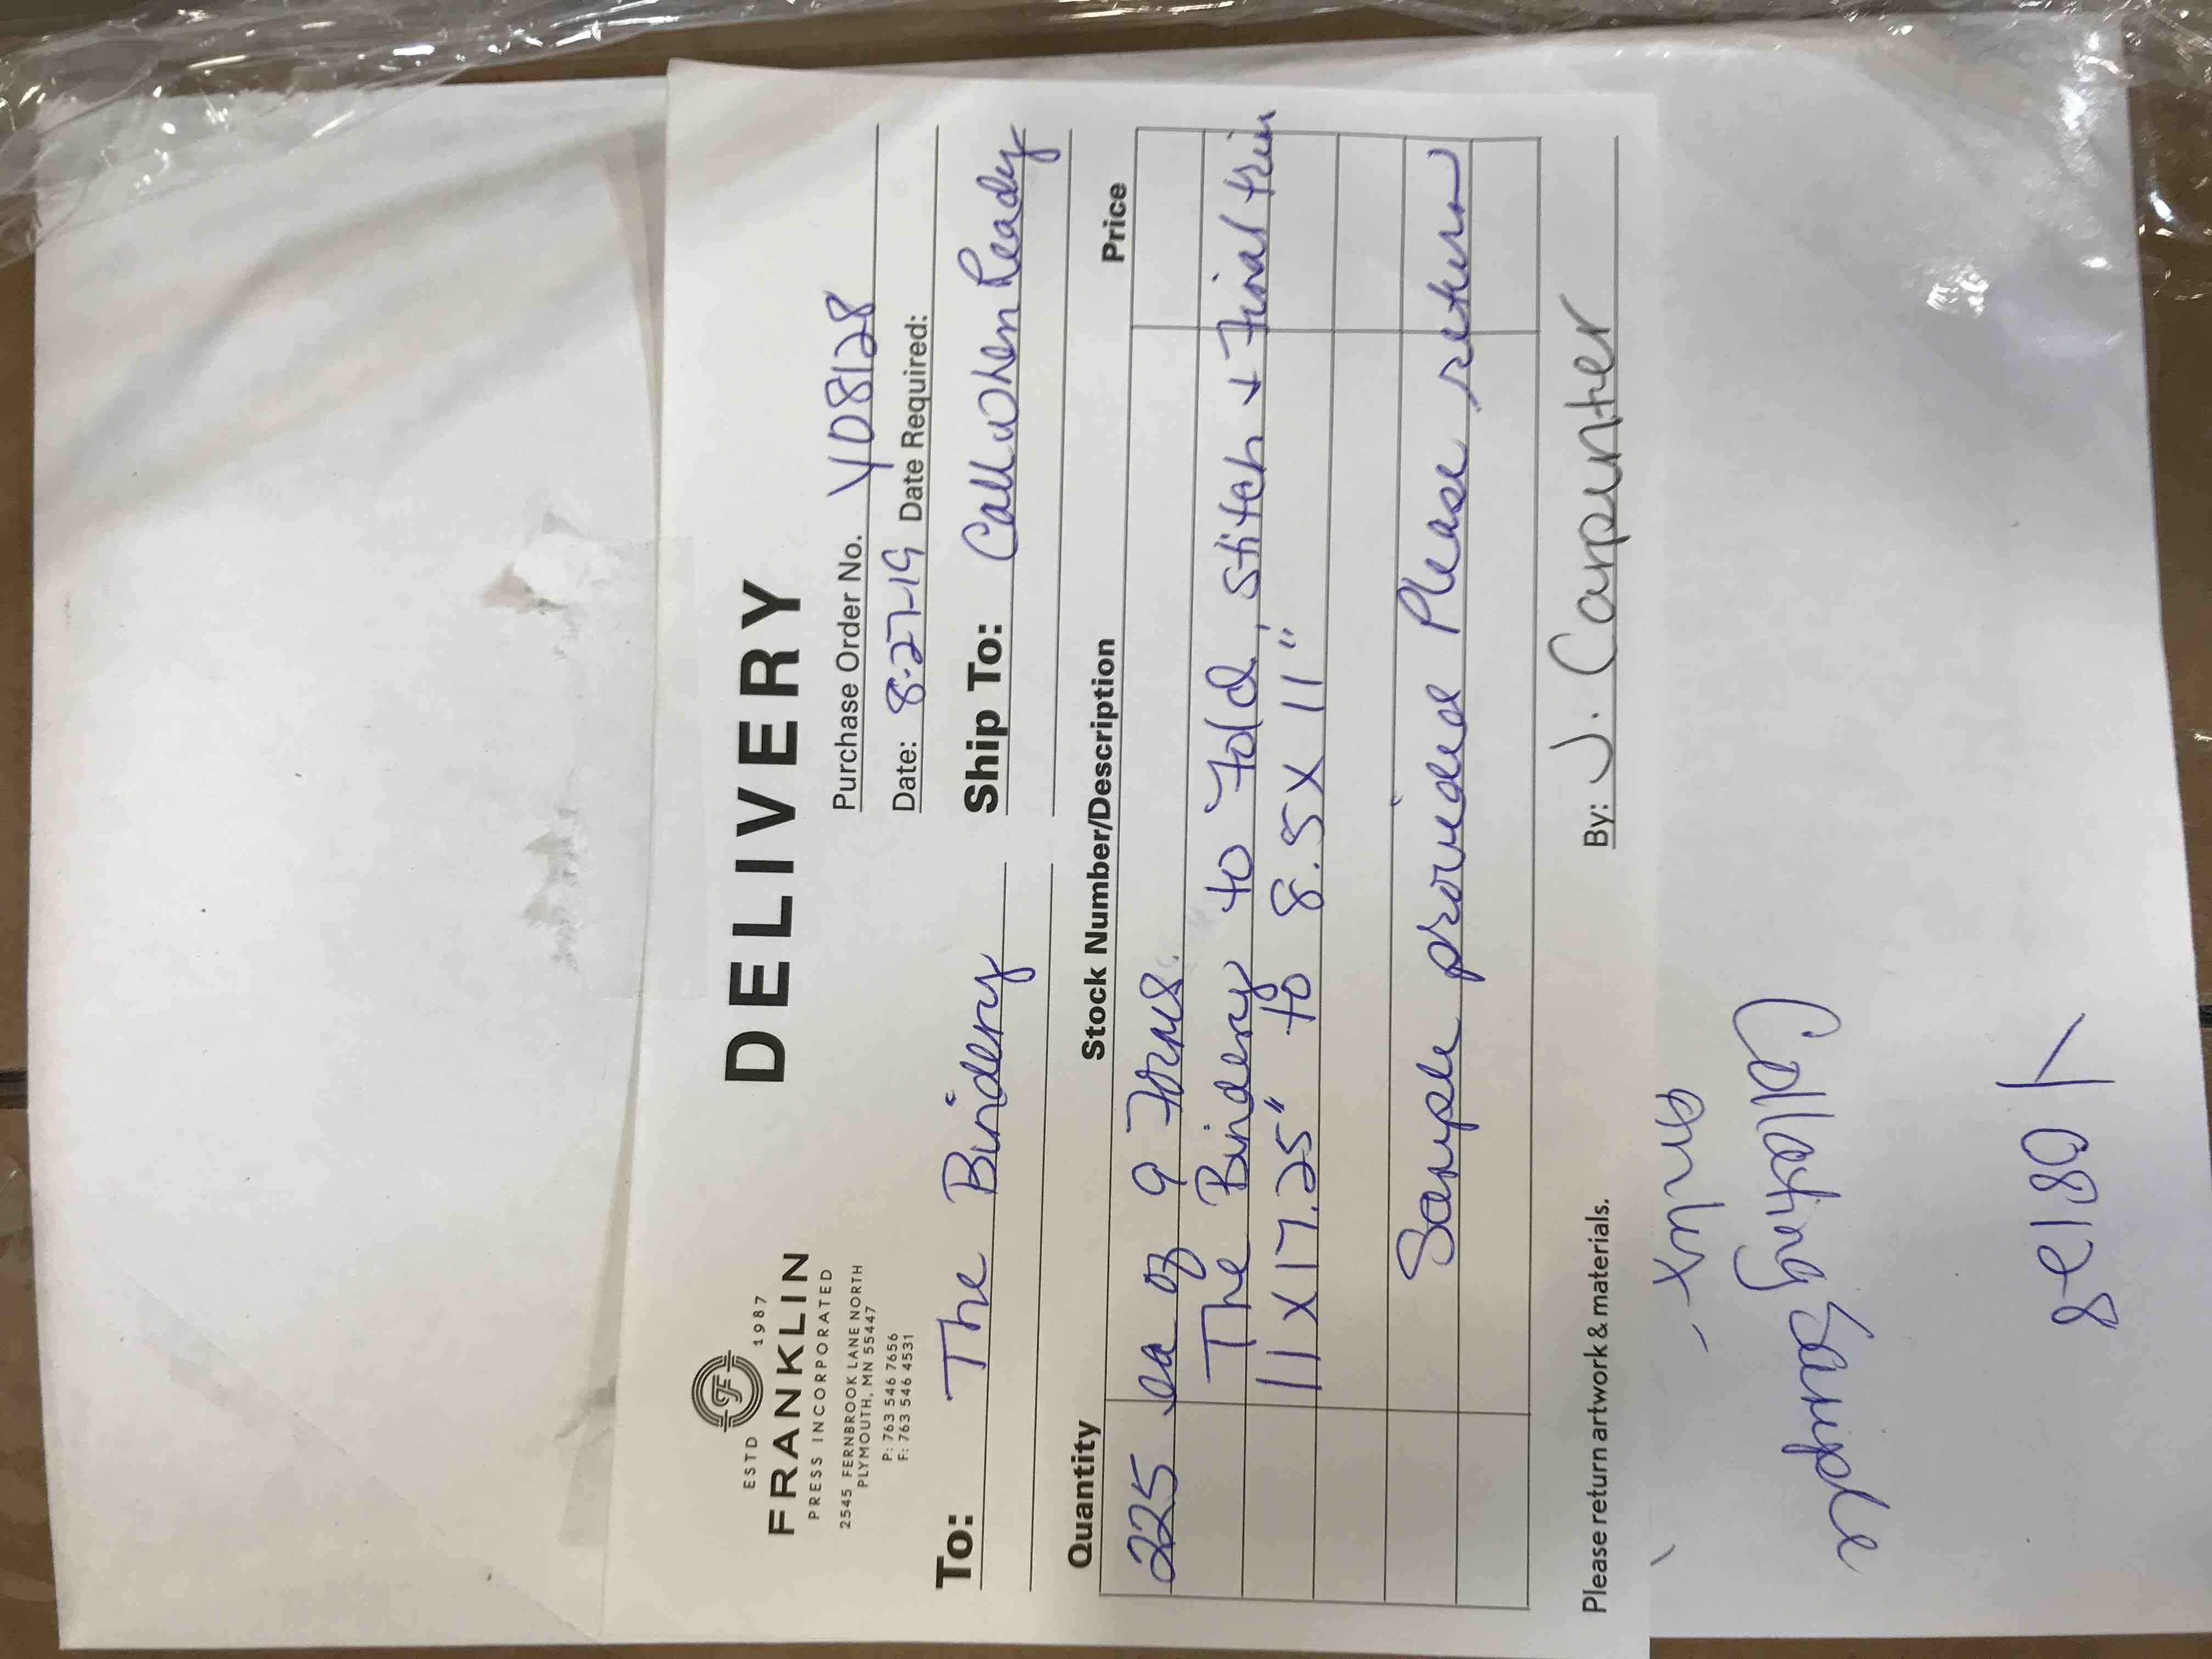 ESTD 1987
FRANKLIN
PRESS INCORPORATED
2545 FERNBROOK LANE NORTH
PLYMOUTH, MN 55447
P: 763 546 7656
F: 763 546 4531
DELIVERY
Purchase Order No. Y08128
Date: 8-27-19 Date Required:
To: The Bindery
Ship To: Call when Ready
Quantity Stock Number/Description Price
225 ea of 9 Forms.
The Bindery to Fold, stitch + Final trim
11 x 17.25" to 8.5 X 11"
Sample provided Please return
Please return artwork & materials.
By: J. Carpenter
Collating Sample
Y08128